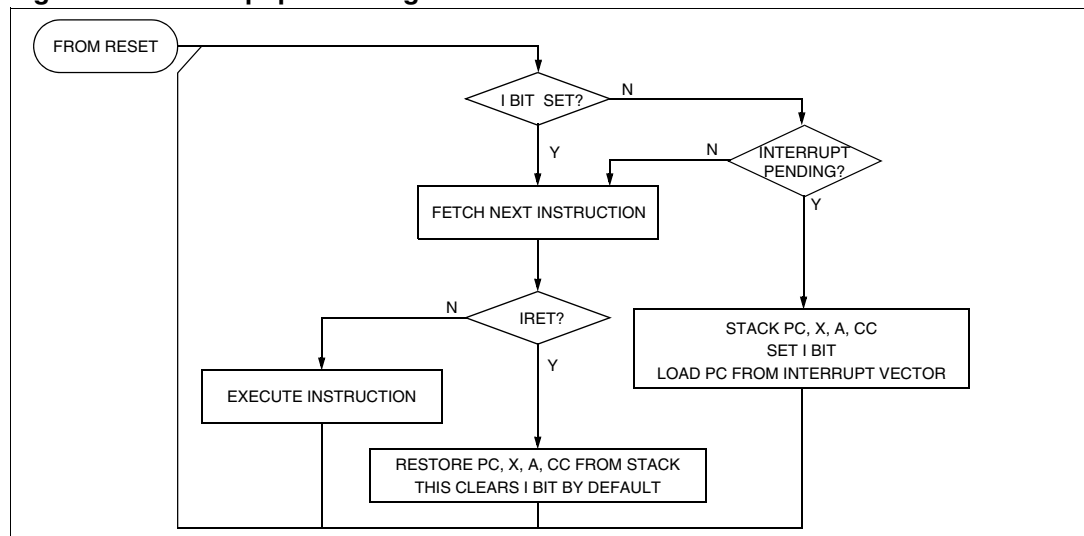 FROM RESET
I BIT SET?
N
Y
N
INTERRUPT
PENDING?
Y
FETCH NEXT INSTRUCTION
N
IRET?
Y
STACK PC, X, A, CC
SET I BIT
LOAD PC FROM INTERRUPT VECTOR
EXECUTE INSTRUCTION
RESTORE PC, X, A, CC FROM STACK
THIS CLEARS I BIT BY DEFAULT